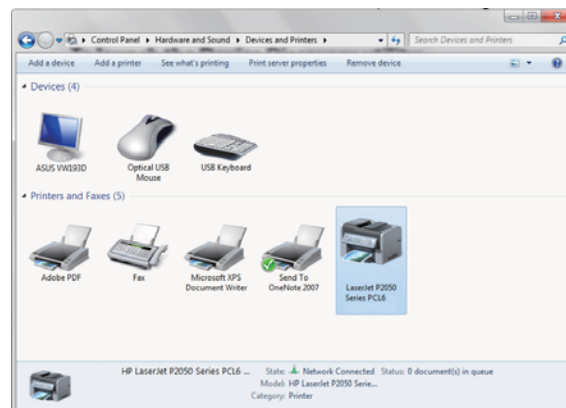 Control Panel ▸ Hardware and Sound ▸ Devices and Printers ▸ Search Devices and Printers
Add a device Add a printer See what's printing Print server properties Remove device
Devices (4)
ASUS VW193D Optical USB Mouse USB Keyboard
Printers and Faxes (5)
Adobe PDF Fax Microsoft XPS Document Writer Send To OneNote 2007 LaserJet P2050 Series PCL6
HP LaserJet P2050 Series PCL6 ... State: Network Connected Status: 0 document(s) in queue
Model: HP LaserJet P2050 Serie...
Category: Printer